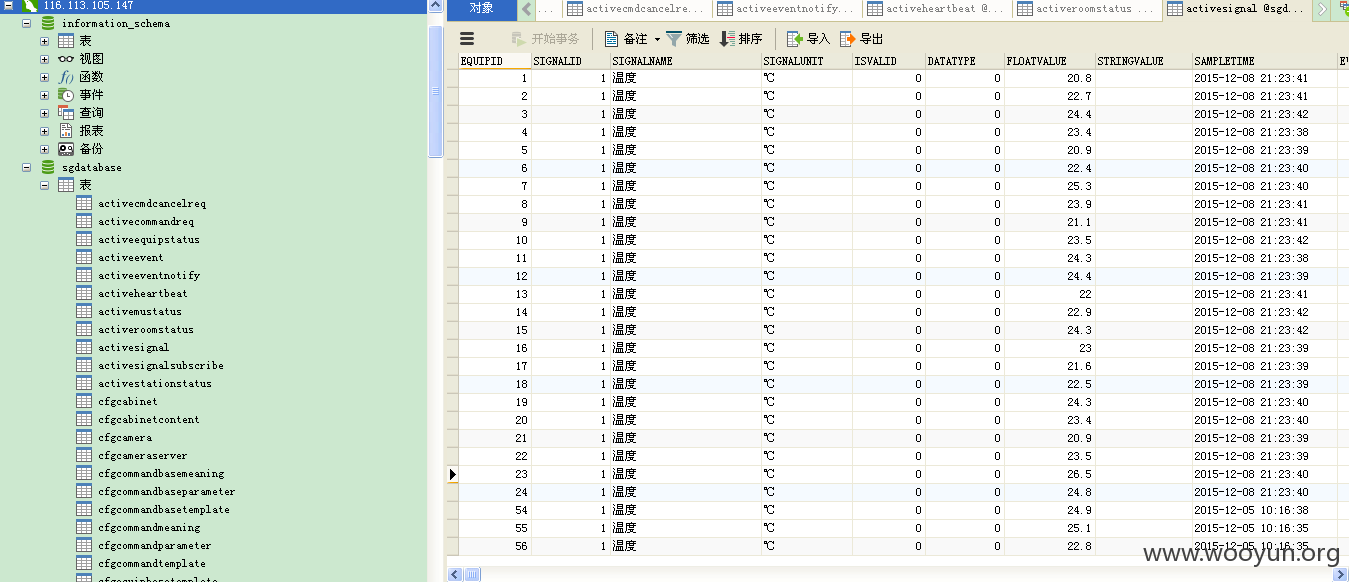 116.113.105.147
information_schema
表
视图
函数
事件
查询
报表
备份
sgdatabase
表
activecmdcancelreq
activecommandreq
activeequipstatus
activeevent
activeeventnotify
activeheartbeat
activemustatus
activeroomstatus
activesignal
activesignalsubscribe
activestationstatus
cfgcabinet
cfgcabinetcontent
cfgcamera
cfgcameraserver
cfgcommandbasemeaning
cfgcommandbaseparameter
cfgcommandbasetemplate
cfgcommandmeaning
cfgcommandparameter
cfgcommandtemplate
对象 ... activecmdcancelre... activeeventnotify... activeheartbeat @... activeroomstatus ... activesignal @sgd...
开始事务 备注 筛选 排序 导入 导出
EQUIPID SIGNALID SIGNALNAME SIGNALUNIT ISVALID DATATYPE FLOATVALUE STRINGVALUE SAMPLETIME
1 1 温度 ℃ 0 0 20.8 2015-12-08 21:23:41
2 1 温度 ℃ 0 0 22.7 2015-12-08 21:23:41
3 1 温度 ℃ 0 0 24.4 2015-12-08 21:23:42
4 1 温度 ℃ 0 0 23.4 2015-12-08 21:23:38
5 1 温度 ℃ 0 0 20.9 2015-12-08 21:23:39
6 1 温度 ℃ 0 0 22.4 2015-12-08 21:23:40
7 1 温度 ℃ 0 0 25.3 2015-12-08 21:23:40
8 1 温度 ℃ 0 0 23.9 2015-12-08 21:23:41
9 1 温度 ℃ 0 0 21.1 2015-12-08 21:23:41
10 1 温度 ℃ 0 0 23.5 2015-12-08 21:23:42
11 1 温度 ℃ 0 0 24.3 2015-12-08 21:23:38
12 1 温度 ℃ 0 0 24.4 2015-12-08 21:23:39
13 1 温度 ℃ 0 0 22 2015-12-08 21:23:41
14 1 温度 ℃ 0 0 22.9 2015-12-08 21:23:42
15 1 温度 ℃ 0 0 24.3 2015-12-08 21:23:42
16 1 温度 ℃ 0 0 23 2015-12-08 21:23:39
17 1 温度 ℃ 0 0 21.6 2015-12-08 21:23:39
18 1 温度 ℃ 0 0 22.5 2015-12-08 21:23:39
19 1 温度 ℃ 0 0 24.3 2015-12-08 21:23:40
20 1 温度 ℃ 0 0 23.4 2015-12-08 21:23:40
21 1 温度 ℃ 0 0 20.9 2015-12-08 21:23:39
22 1 温度 ℃ 0 0 23.5 2015-12-08 21:23:39
23 1 温度 ℃ 0 0 26.5 2015-12-08 21:23:40
24 1 温度 ℃ 0 0 24.8 2015-12-08 21:23:40
54 1 温度 ℃ 0 0 24.9 2015-12-05 10:16:38
55 1 温度 ℃ 0 0 25.1 2015-12-05 10:16:35
56 1 温度 ℃ 0 0 22.8 2015-12-05 10:16:35
www.wooyun.org